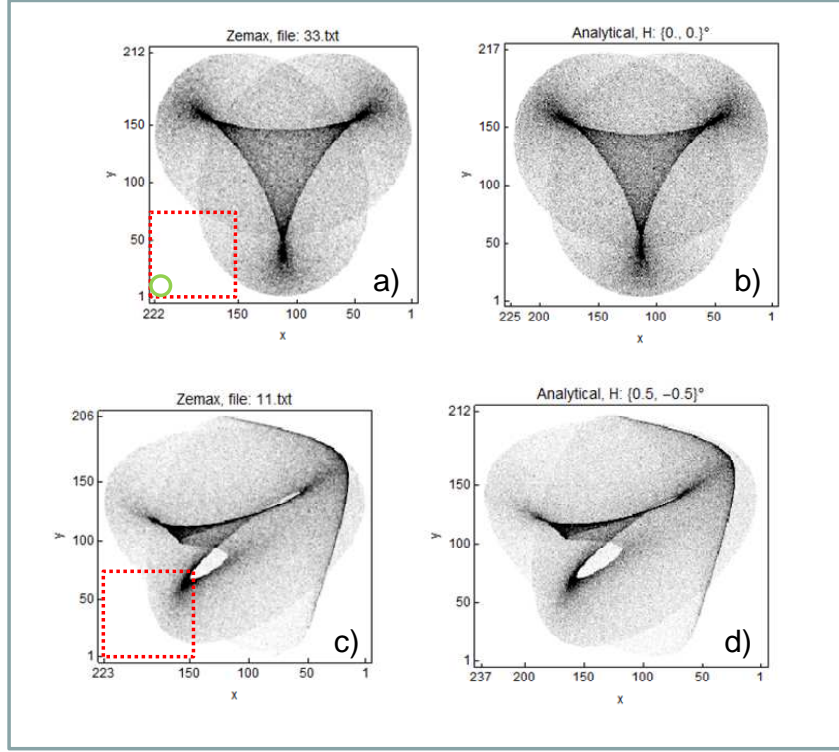 Zemax, file: 33.txt
212
150
100
50
1
y
222 150 100 50 1
x
a)
Analytical, H: {0., 0.}°
217
150
100
50
1
y
225 200 150 100 50 1
x
b)
Zemax, file: 11.txt
206
150
100
50
1
y
223 150 100 50 1
x
c)
Analytical, H: {0.5, −0.5}°
212
150
100
50
1
y
237 200 150 100 50 1
x
d)